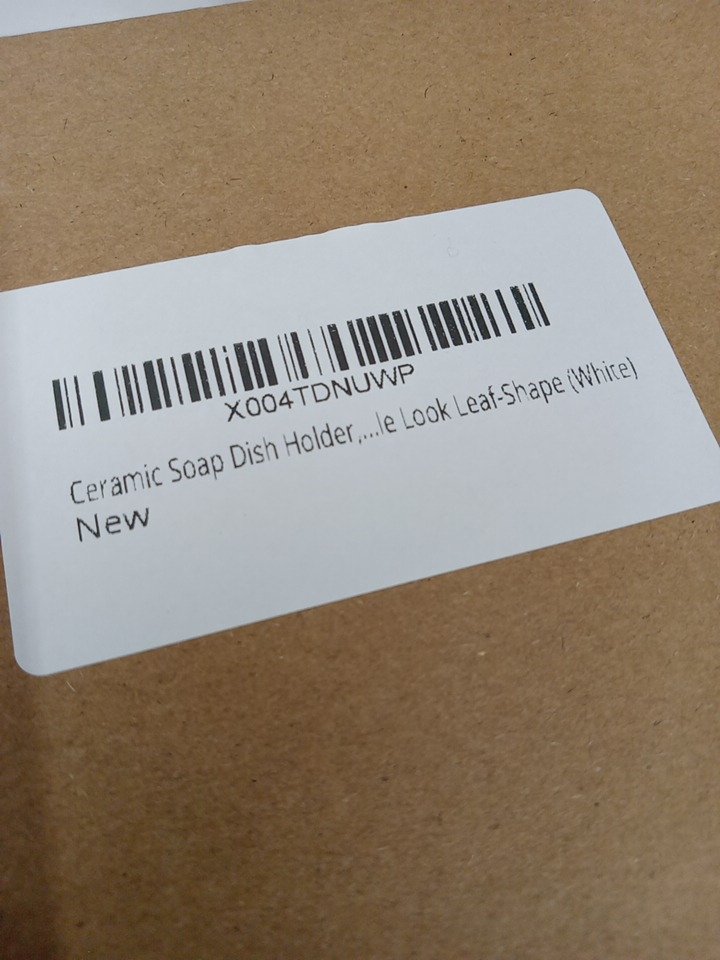 X004TDNUWP
Ceramic Soap Dish Holder,...le Look Leaf-Shape (White)
New